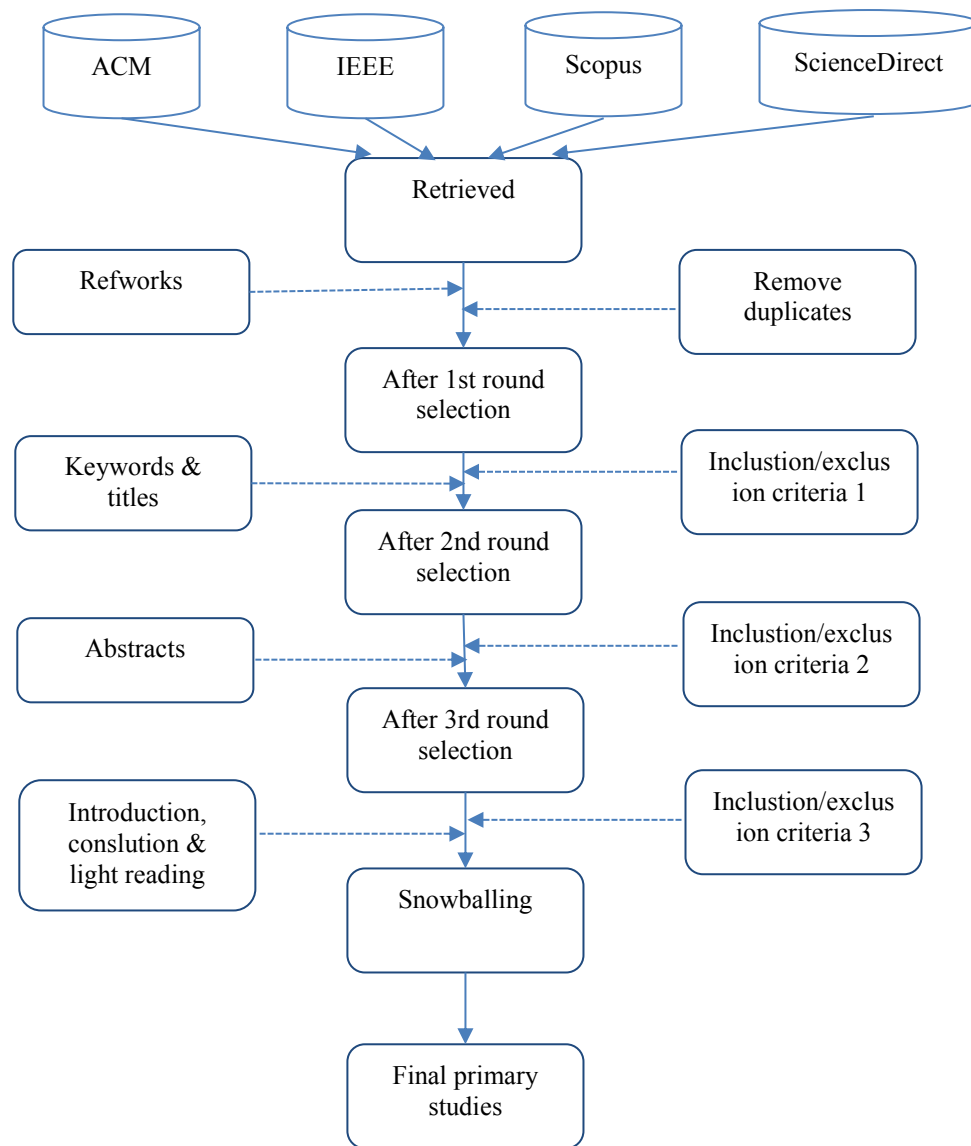 ACM
IEEE
Scopus
ScienceDirect
Retrieved
Refworks
Remove
duplicates
After 1st round
selection
Keywords &
titles
Inclustion/exclus
ion criteria 1
After 2nd round
selection
Abstracts
Inclustion/exclus
ion criteria 2
After 3rd round
selection
Introduction,
conslution &
light reading
Inclustion/exclus
ion criteria 3
Snowballing
Final primary
studies